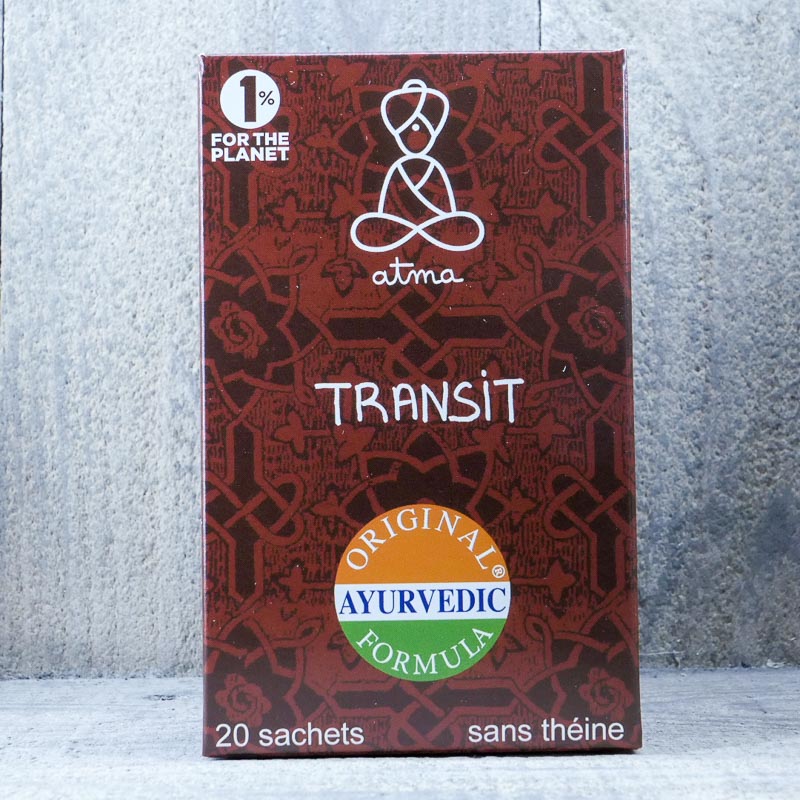 1%
FOR THE
PLANET
atma
TRANSiT
ORIGINAL®
AYURVEDIC
FORMULA
20 sachets
sans théine